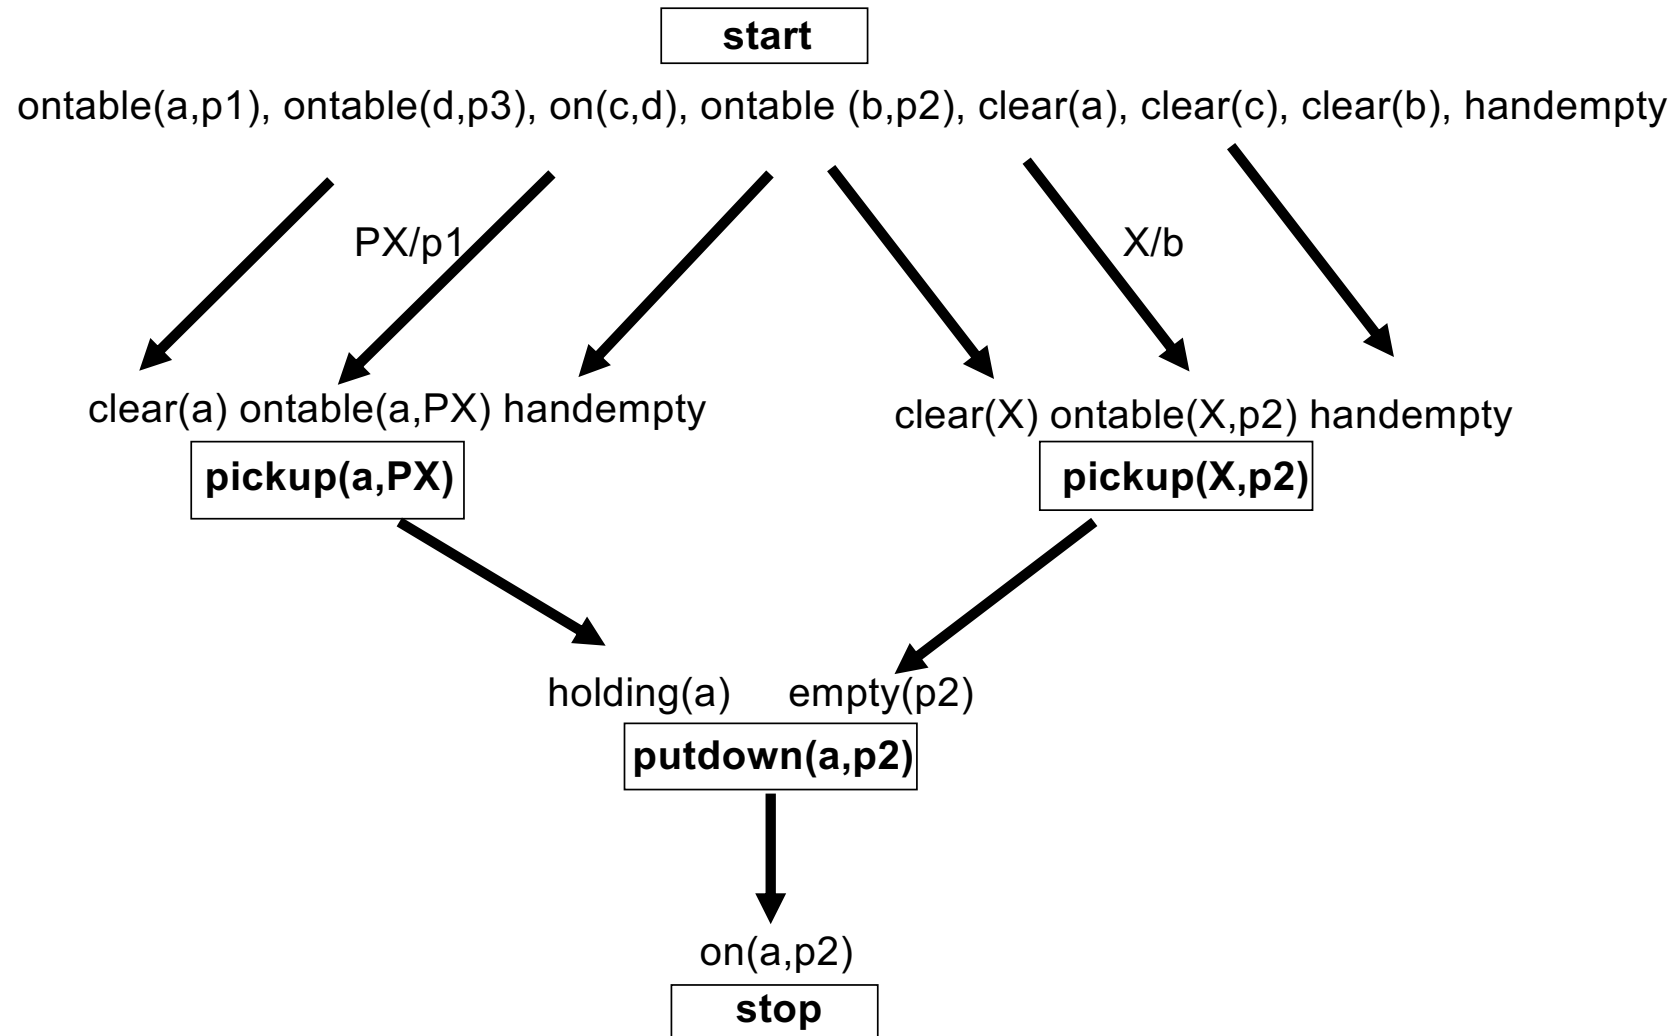 start
ontable(a,p1), ontable(d,p3), on(c,d), ontable (b,p2), clear(a), clear(c), clear(b), handempty
PX/p1
X/b
clear(a) ontable(a,PX) handempty
clear(X) ontable(X,p2) handempty
pickup(a,PX)
pickup(X,p2)
holding(a) empty(p2)
putdown(a,p2)
on(a,p2)
stop